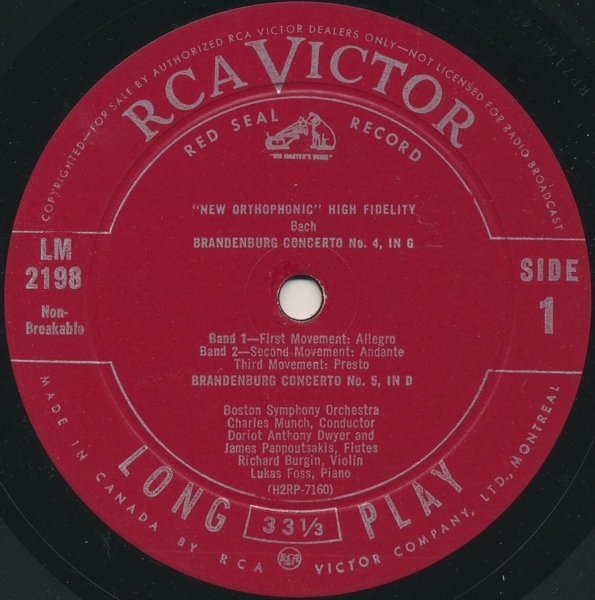 COPYRIGHTED—FOR SALE BY AUTHORIZED RCA VICTOR DEALERS ONLY—NOT LICENSED FOR RADIO BROADCAST
RCA VICTOR
RED SEAL RECORD
"HIS MASTER'S VOICE"
"NEW ORTHOPHONIC" HIGH FIDELITY
Bach
BRANDENBURG CONCERTO No. 4, IN G
LM
2198
Non-
Breakable
SIDE
1
Band 1—First Movement: Allegro
Band 2—Second Movement: Andante
Third Movement: Presto
BRANDENBURG CONCERTO No. 5, IN D
Boston Symphony Orchestra
Charles Munch, Conductor
Doriot Anthony Dwyer and
James Pappoutsakis, Flutes
Richard Burgin, Violin
Lukas Foss, Piano
(H2RP-7160)
LONG 33 1/3 PLAY
MADE IN CANADA BY RCA RCA VICTOR COMPANY, LTD., MONTREAL